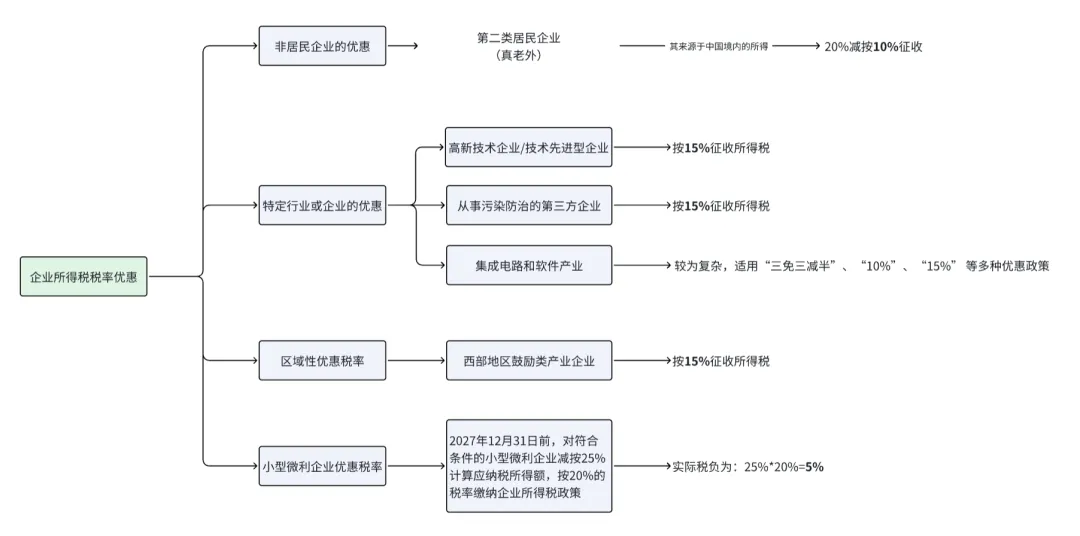 企业所得税税率优惠
非居民企业的优惠
第二类居民企业
（真老外）
其来源于中国境内的所得
20%减按10%征收
特定行业或企业的优惠
高新技术企业/技术先进型企业
按15%征收所得税
从事污染防治的第三方企业
按15%征收所得税
集成电路和软件产业
较为复杂，适用“三免三减半”、“10%”、“15%” 等多种优惠政策
区域性优惠税率
西部地区鼓励类产业企业
按15%征收所得税
小型微利企业优惠税率
2027年12月31日前，对符合
条件的小型微利企业减按25%
计算应纳税所得额，按20%的
税率缴纳企业所得税政策
实际税负为：25%*20%=5%